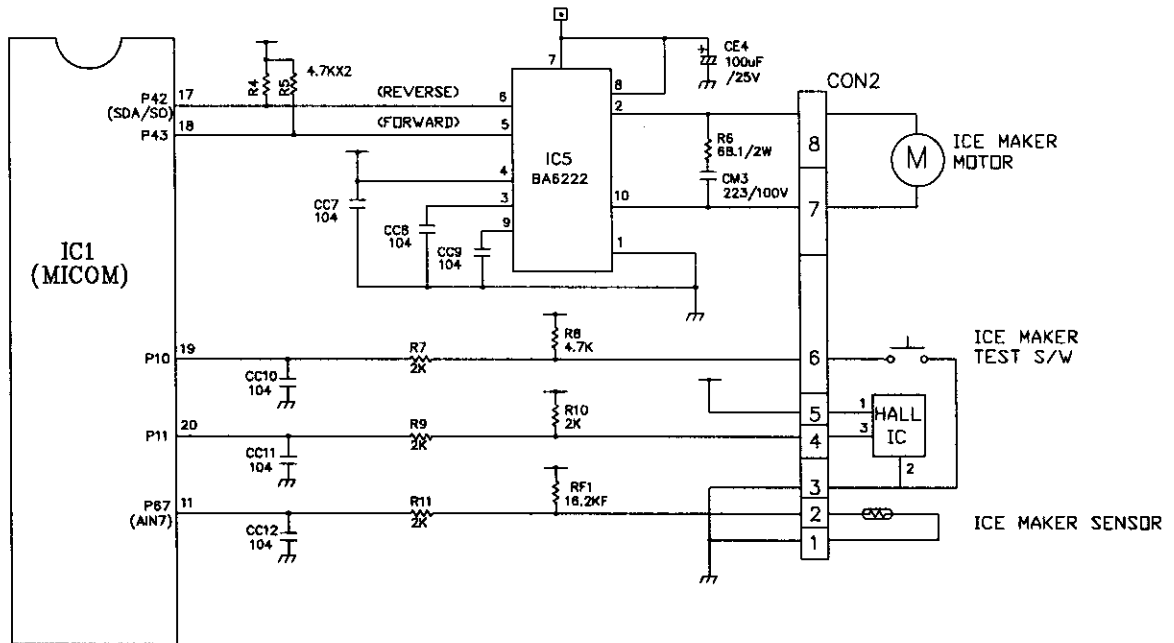 CE4
100uF
/25V
4.7KX2
R4
R5
7
CON2
8
P42
17
(REVERSE)
6
2
(SDA/SD)
P43
18
(FORWARD)
5
R6
68.1/2W
8
ICE MAKER
MOTOR
M
IC5
BA6222
4
CM3
223/100V
CC7
104
3
10
7
CC8
104
9
CC9
104
1
IC1
(MICOM)
R8
4.7K
ICE MAKER
TEST S/W
P10
19
R7
2K
6
CC10
104
R10
2K
5
1
HALL
IC
P11
20
R9
2K
4
3
CC11
104
2
RF1
16.2KF
3
P67
(AIN7)
11
R11
2K
2
ICE MAKER SENSOR
CC12
104
1